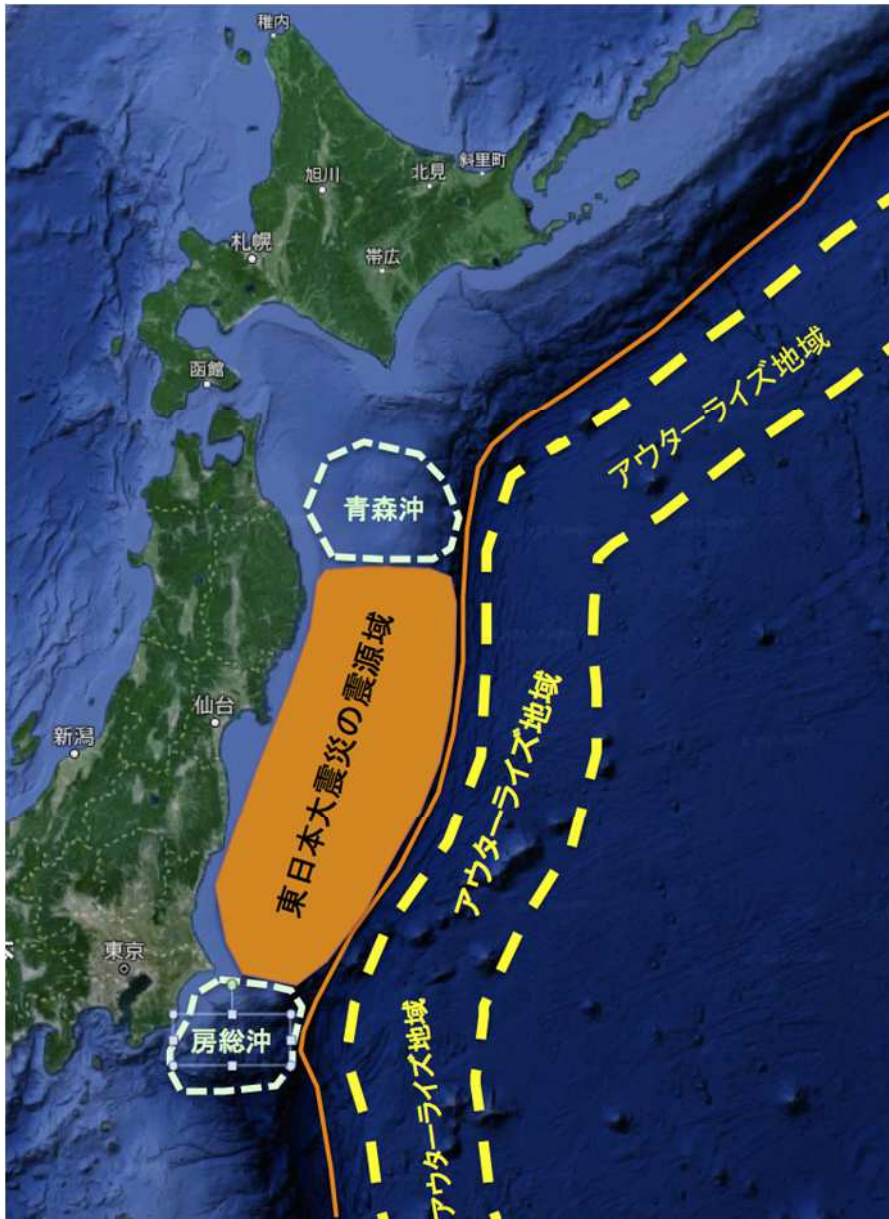 稚内
旭川
北見
斜里町
札幌
帯広
函館
アウターライズ地域
青森沖
東日本大震災の震源域
仙台
新潟
アウターライズ地域
東京
房総沖
アウターライズ地域